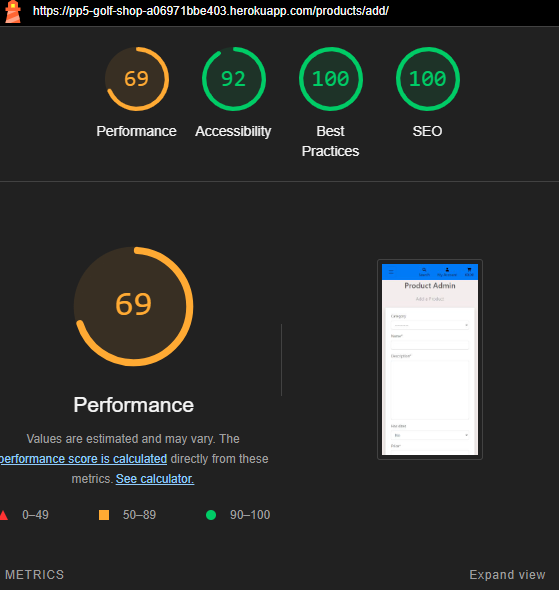 https://pp5-golf-shop-a06971bbe403.herokuapp.com/products/add/
69 92 100 100
Performance Accessibility Best Practices SEO
69
Performance
Values are estimated and may vary. The
performance score is calculated directly from these
metrics. See calculator.
0–49 50–89 90–100
Product Admin
Add a Product
Category
Name*
Description*
Price*
METRICS
Expand view